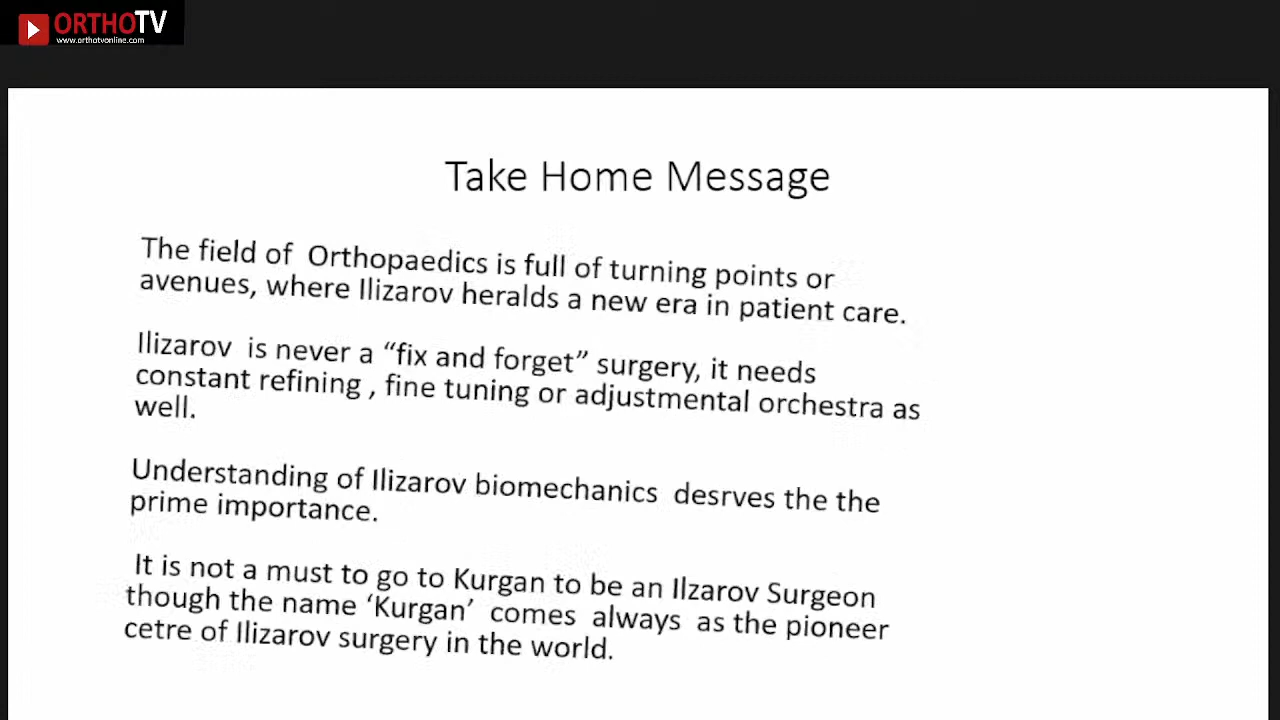 ORTHOTV
www.orthotvonline.com
Take Home Message
The field of Orthopaedics is full of turning points or
avenues, where Ilizarov heralds a new era in patient care.
Ilizarov is never a “fix and forget” surgery, it needs
constant refining , fine tuning or adjustmental orchestra as
well.
Understanding of Ilizarov biomechanics desrves the the
prime importance.
It is not a must to go to Kurgan to be an Ilzarov Surgeon
though the name ‘Kurgan’ comes always as the pioneer
cetre of Ilizarov surgery in the world.